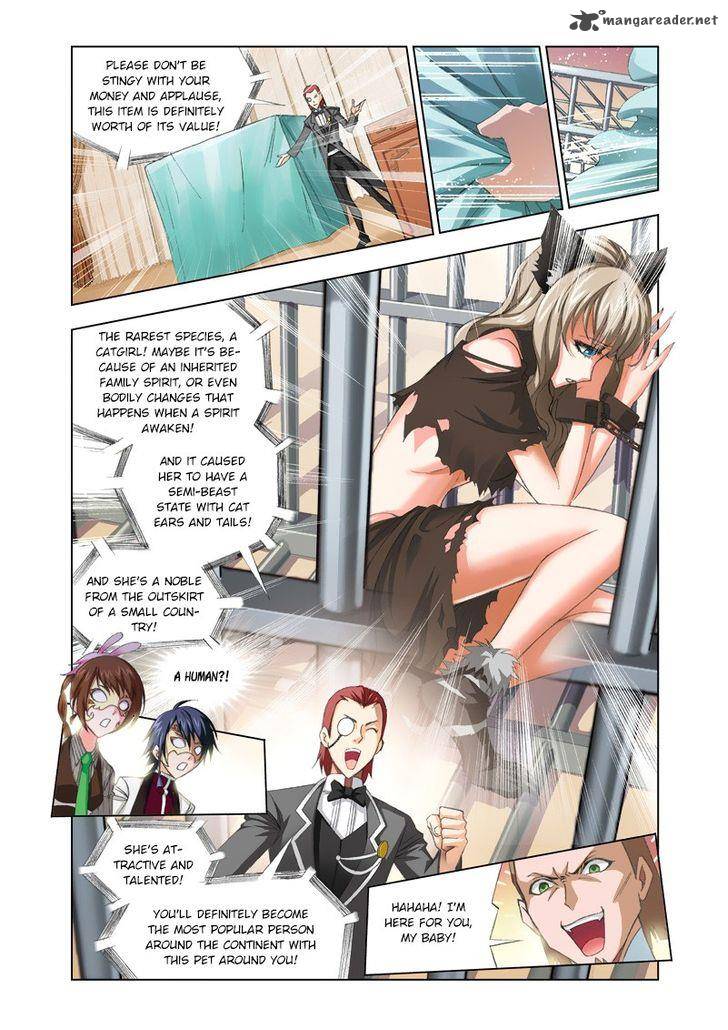 mangareader.net
PLEASE DON'T BE
STINGY WITH YOUR
MONEY AND APPLAUSE,
THIS ITEM IS DEFINITELY
WORTH OF ITS VALUE!
THE RAREST SPECIES, A
CATGIRL! MAYBE IT'S BE-
CAUSE OF AN INHERITED
FAMILY SPIRIT, OR EVEN
BODILY CHANGES THAT
HAPPENS WHEN A SPIRIT
AWAKEN!
AND IT CAUSED
HER TO HAVE A
SEMI-BEAST
STATE WITH CAT
EARS AND TAILS!
AND SHE'S A NOBLE
FROM THE OUTSKIRT
OF A SMALL COUN-
TRY!
A HUMAN?!
SHE'S AT-
TRACTIVE AND
TALENTED!
YOU'LL DEFINITELY BECOME
THE MOST POPULAR PERSON
AROUND THE CONTINENT WITH
THIS PET AROUND YOU!
HAHAHA! I'M
HERE FOR YOU,
MY BABY!